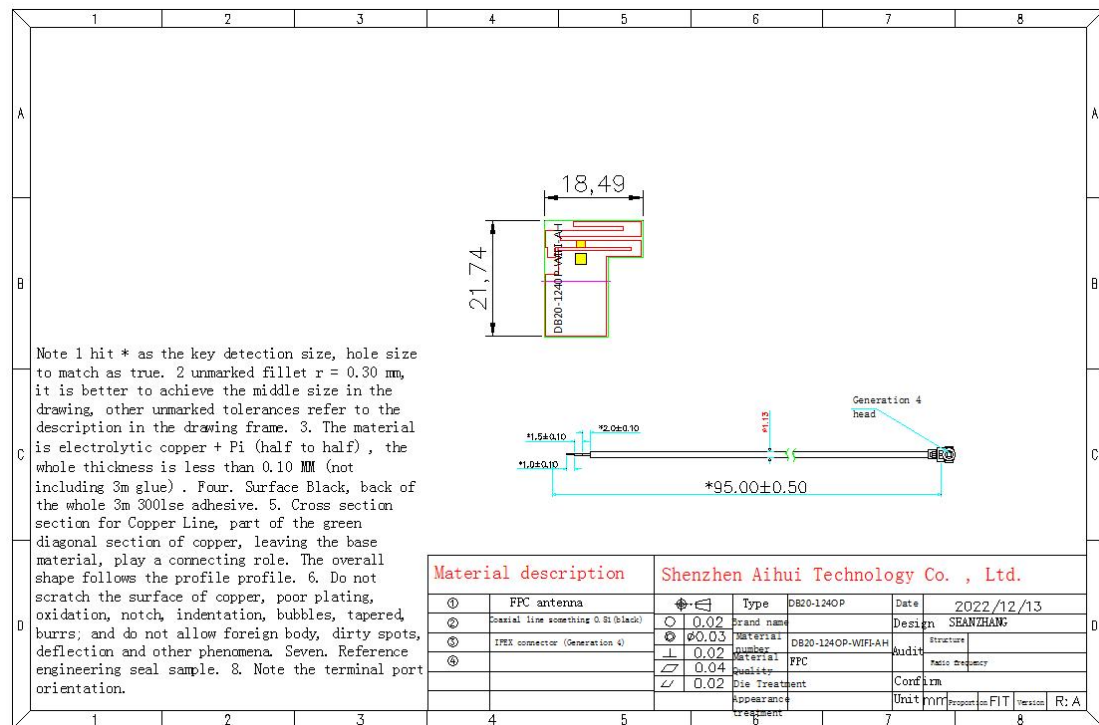 1 2 3 4 5 6 7 8
A A
18,49
21,74
DB20-124OP-WIFI-AH
B B
Note 1 hit * as the key detection size, hole size
to match as true. 2 unmarked fillet r = 0.30 mm,
it is better to achieve the middle size in the
drawing, other unmarked tolerances refer to the
description in the drawing frame. 3. The material
is electrolytic copper + Pi (half to half) , the
whole thickness is less than 0.10 MM (not
including 3m glue) . Four. Surface Black, back of
the whole 3m 300lse adhesive. 5. Cross section
section for Copper Line, part of the green
diagonal section of copper, leaving the base
material, play a connecting role. The overall
shape follows the profile profile. 6. Do not
scratch the surface of copper, poor plating,
oxidation, notch, indentation, bubbles, tapered,
burrs; and do not allow foreign body, dirty spots,
deflection and other phenomena. Seven. Reference
engineering seal sample. 8. Note the terminal port
orientation.
Generation 4
head
*1.5±0.10
*2.0±0.10
*1.0±0.10
*95.00±0.50
C C
D D
Material description
① FPC antenna
② Coaxial line something 0.81(black)
③ IPEX connector (Generation 4)
④
Shenzhen Aihui Technology Co. , Ltd.
0.02
ø0.03
0.02
0.04
0.02
Type DB20-124OP
Brand name
Material number DB20-124OP-WIFI-AH
Material Quality FPC
Die Treatment
Appearance treatment
Date 2022/12/13
Design SEANZHANG
Audit Structure
Radio frequency
Confirm
Unit mm Proportion FIT Version R: A
1 2 3 4 5 6 7 8